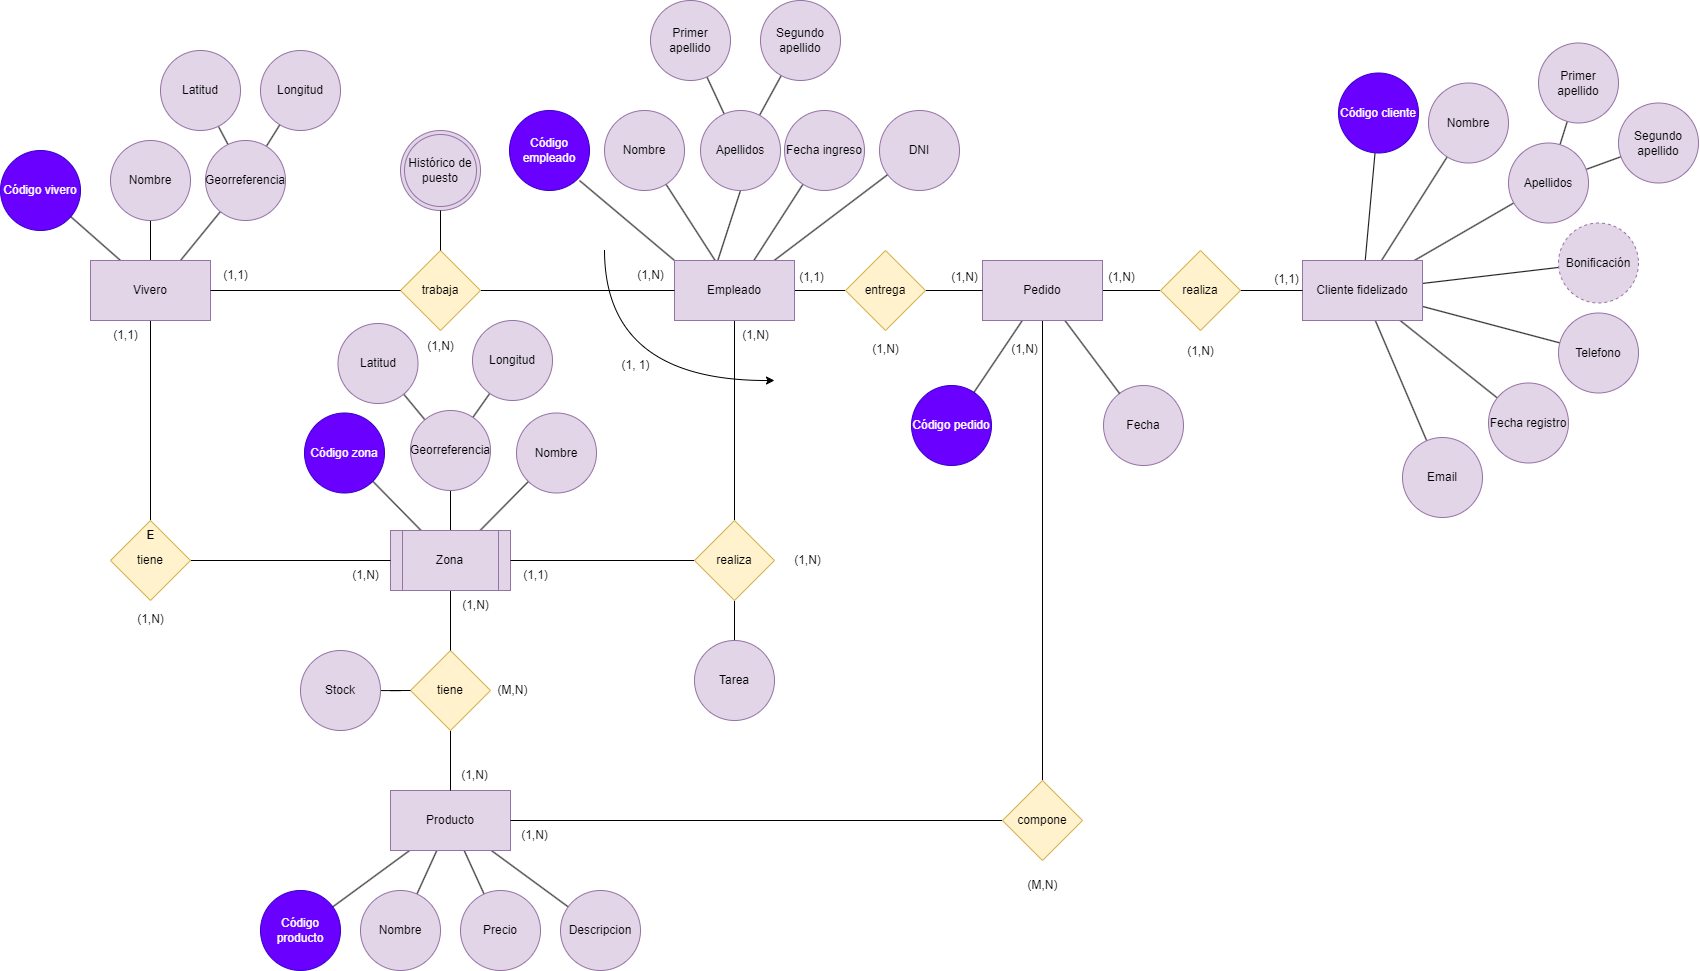 Primer
apellido
Segundo
apellido
Latitud
Longitud
Primer
apellido
Segundo
apellido
Código cliente
Nombre
Código
empleado
Nombre
Apellidos
Fecha ingreso
DNI
Histórico de
puesto
Código vivero
Nombre
Georreferencia
Apellidos
Bonificación
(1,1)
(1,N)
(1,1)
(1,N)
(1,N)
(1,1)
Vivero
trabaja
Empleado
entrega
Pedido
realiza
Cliente fidelizado
(1,1)
(1,N)
(1,N)
(1,N)
(1,N)
(1,N)
(1, 1)
Telefono
Latitud
Longitud
Código zona
Georreferencia
Nombre
Código pedido
Fecha
Fecha registro
Email
E
tiene
Zona
realiza
(1,N)
(1,N)
(1,1)
(1,N)
(1,N)
Stock
tiene
(M,N)
Tarea
(1,N)
Producto
(1,N)
compone
(M,N)
Código
producto
Nombre
Precio
Descripcion